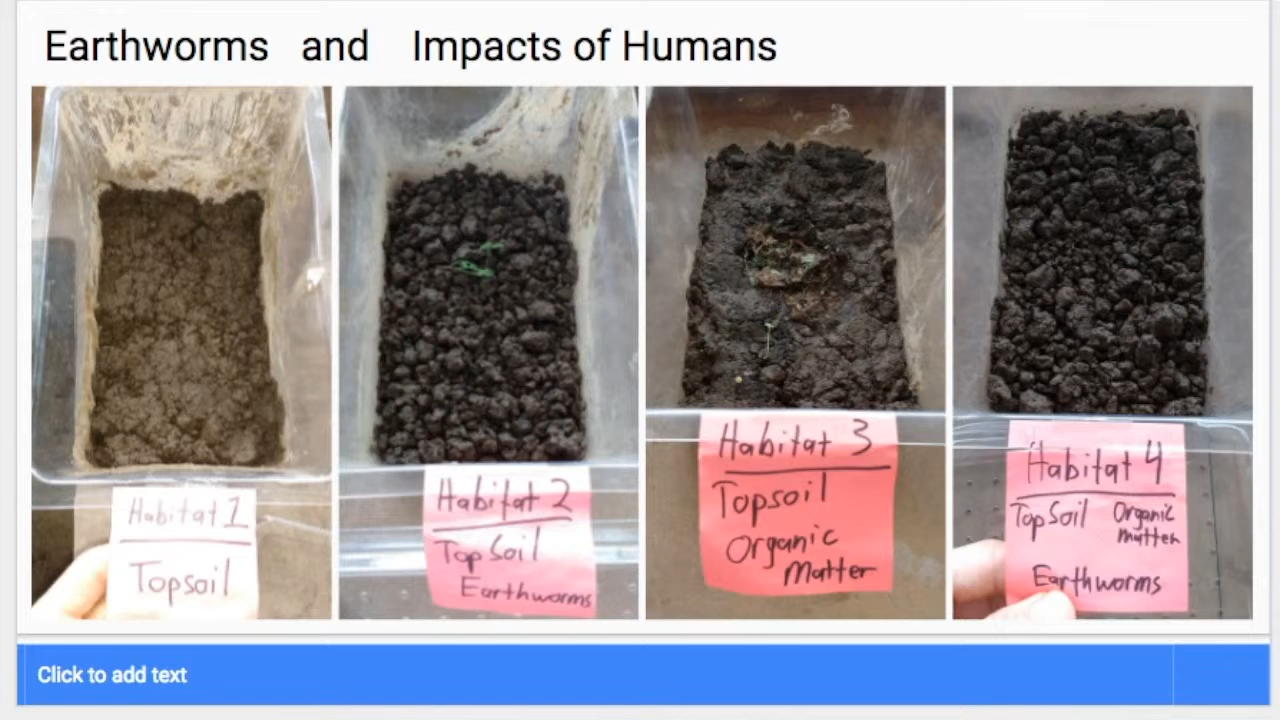 Earthworms and Impacts of Humans
Habitat 1
Topsoil
Habitat 2
Top Soil
Earthworms
Habitat 3
Topsoil
Organic
Matter
Habitat 4
Top Soil Organic
Matter
Earthworms
Click to add text